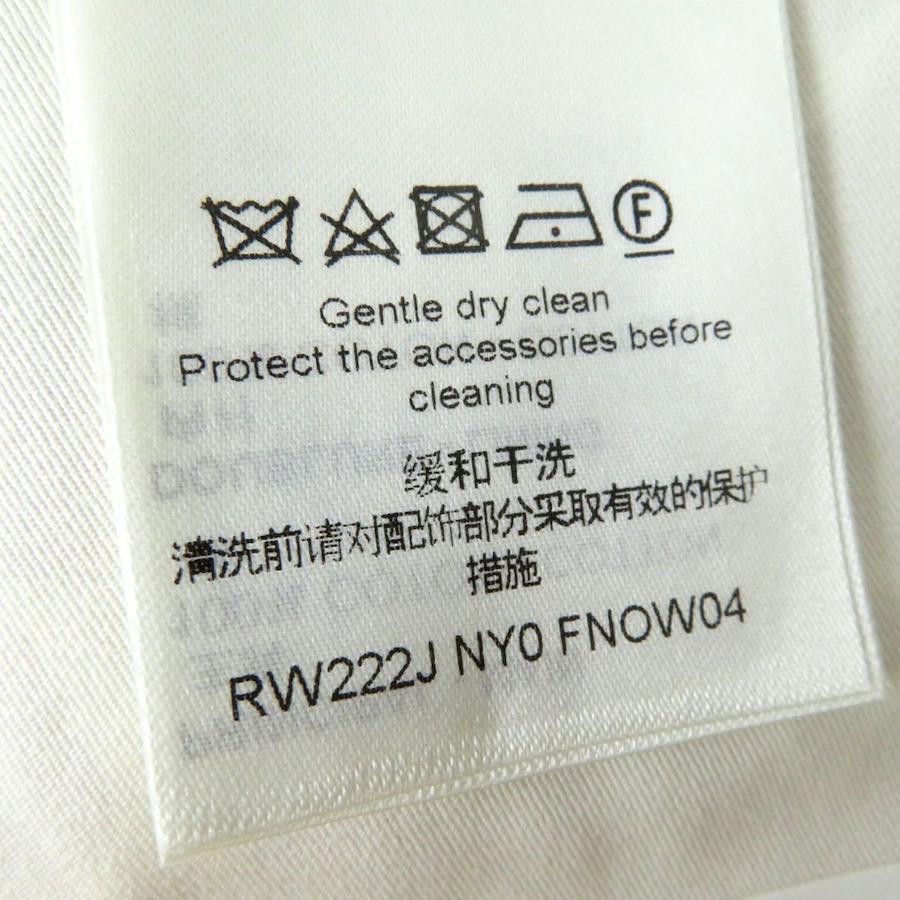 F
Gentle dry clean
Protect the accessories before
cleaning
缓和干洗
清洗前请对配饰部分采取有效的保护
措施
RW222J NY0 FNOW04